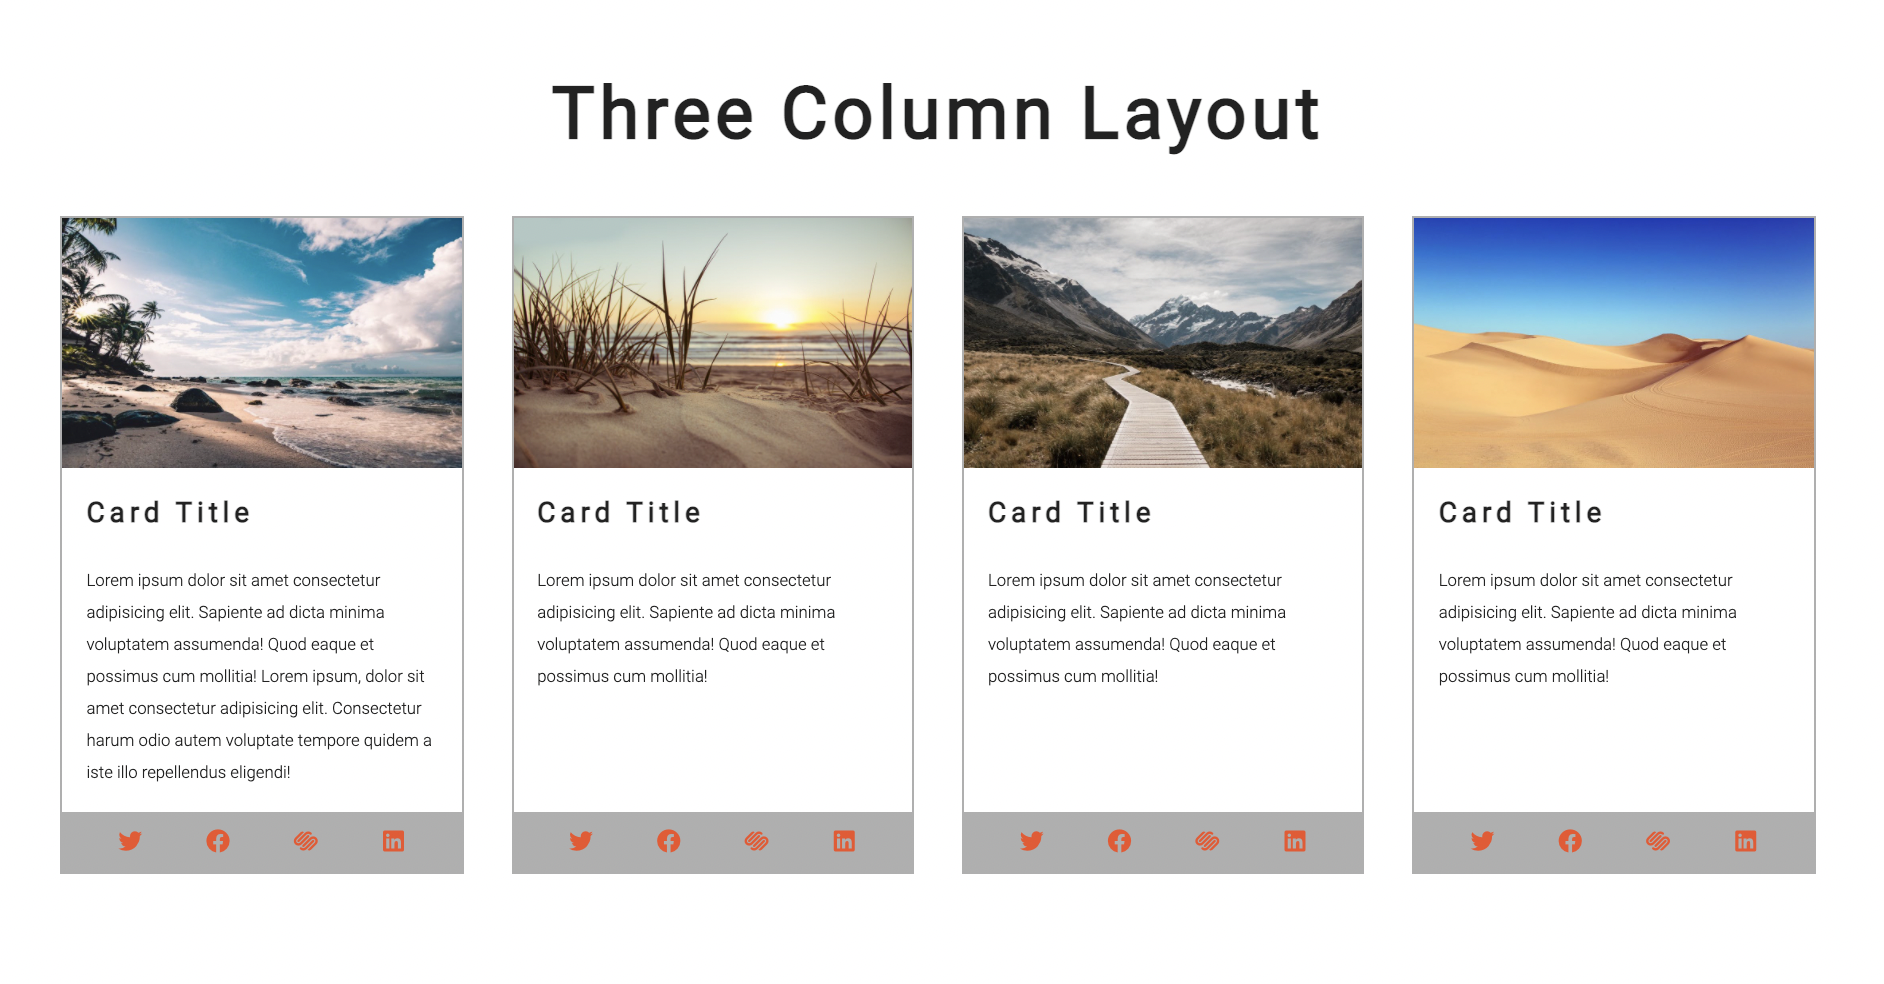 Three Column Layout
Card Title
Lorem ipsum dolor sit amet consectetur
adipisicing elit. Sapiente ad dicta minima
voluptatem assumenda! Quod eaque et
possimus cum mollitia! Lorem ipsum, dolor sit
amet consectetur adipisicing elit. Consectetur
harum odio autem voluptate tempore quidem a
iste illo repellendus eligendi!
Card Title
Lorem ipsum dolor sit amet consectetur
adipisicing elit. Sapiente ad dicta minima
voluptatem assumenda! Quod eaque et
possimus cum mollitia!
Card Title
Lorem ipsum dolor sit amet consectetur
adipisicing elit. Sapiente ad dicta minima
voluptatem assumenda! Quod eaque et
possimus cum mollitia!
Card Title
Lorem ipsum dolor sit amet consectetur
adipisicing elit. Sapiente ad dicta minima
voluptatem assumenda! Quod eaque et
possimus cum mollitia!